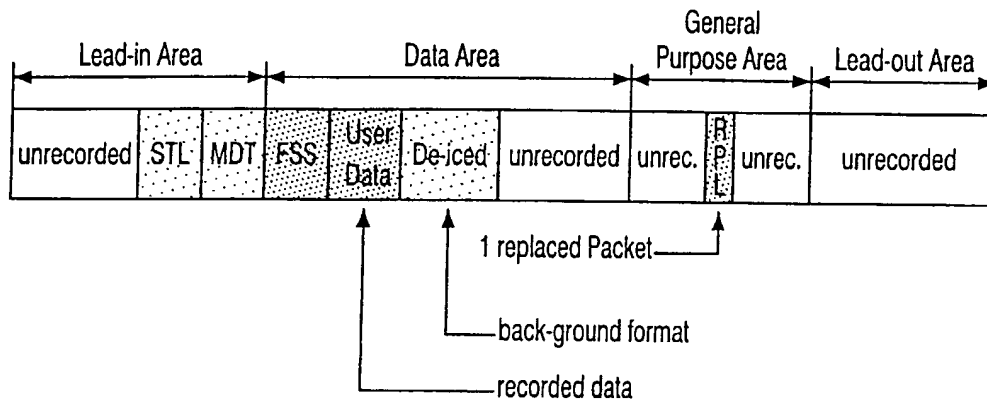 General
Lead-in Area Data Area Purpose Area Lead-out Area
unrecorded STL MDT FSS User Data De-iced unrecorded unrec. RPL unrec. unrecorded
1 replaced Packet
back-ground format
recorded data